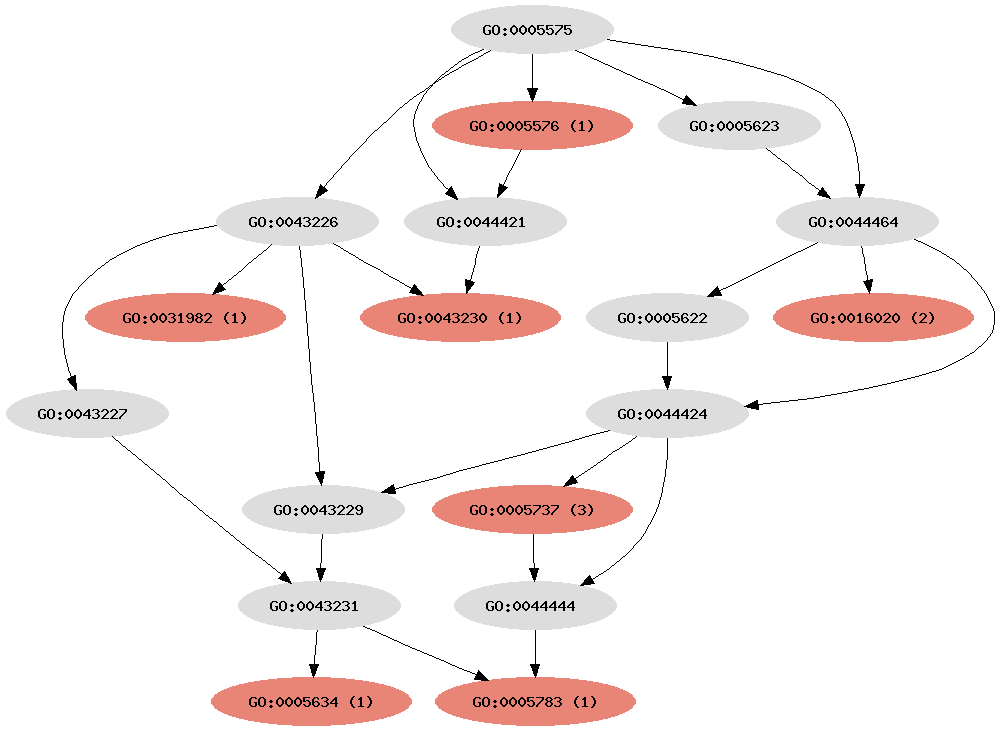 GO:0005575
GO:0005576 (1)
GO:0005623
GO:0043226
GO:0044421
GO:0044464
GO:0031982 (1)
GO:0043230 (1)
GO:0005622
GO:0016020 (2)
GO:0043227
GO:0044424
GO:0043229
GO:0005737 (3)
GO:0043231
GO:0044444
GO:0005634 (1)
GO:0005783 (1)